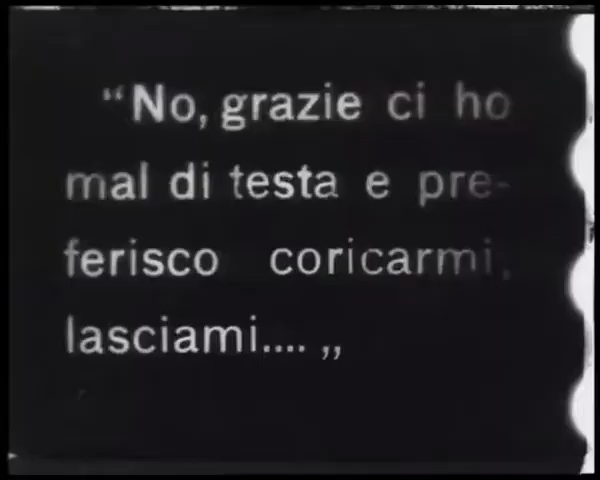 “No, grazie ci ho
mal di testa e pre-
ferisco coricarmi,
lasciami.... „